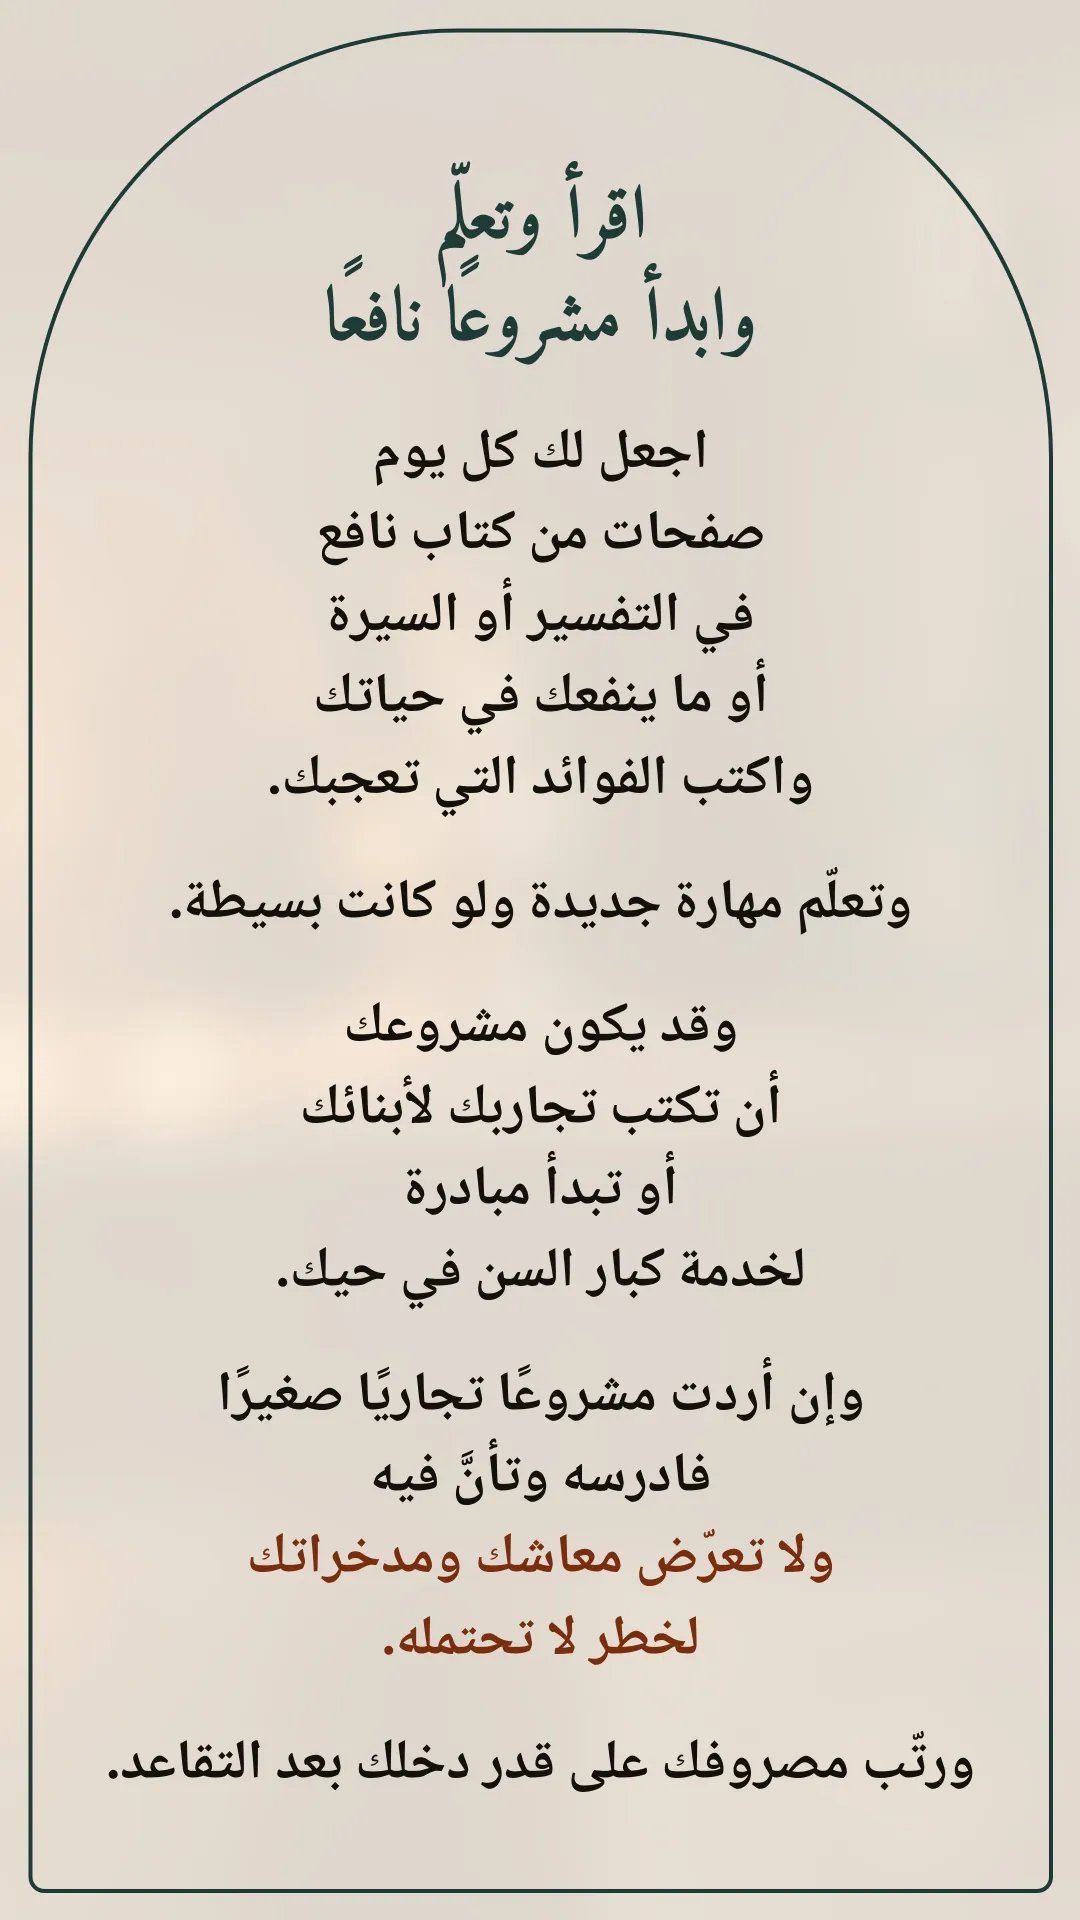 اقرأ وتعلّم
وابدأ مشروعًا نافعًا
اجعل لك كل يوم
صفحات من كتاب نافع
في التفسير أو السيرة
أو ما ينفعك في حياتك
واكتب الفوائد التي تعجبك.
وتعلّم مهارة جديدة ولو كانت بسيطة.
وقد يكون مشروعك
أن تكتب تجاربك لأبنائك
أو تبدأ مبادرة
لخدمة كبار السن في حيك.
وإن أردت مشروعًا تجاريًا صغيرًا
فادرسه وتأنَّ فيه
ولا تعرّض معاشك ومدخراتك
لخطر لا تحتمله.
ورتّب مصروفك على قدر دخلك بعد التقاعد.